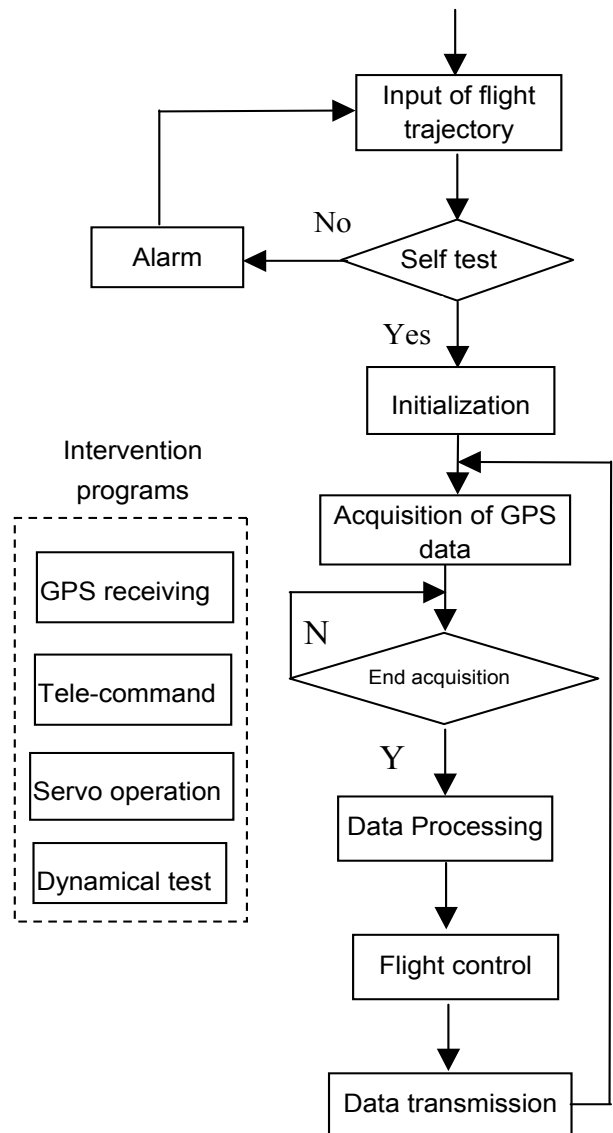 Input of flight
trajectory
No
Alarm
Self test
Yes
Initialization
Intervention
programs
GPS receiving
Tele-command
Servo operation
Dynamical test
Acquisition of GPS
data
N
End acquisition
Y
Data Processing
Flight control
Data transmission